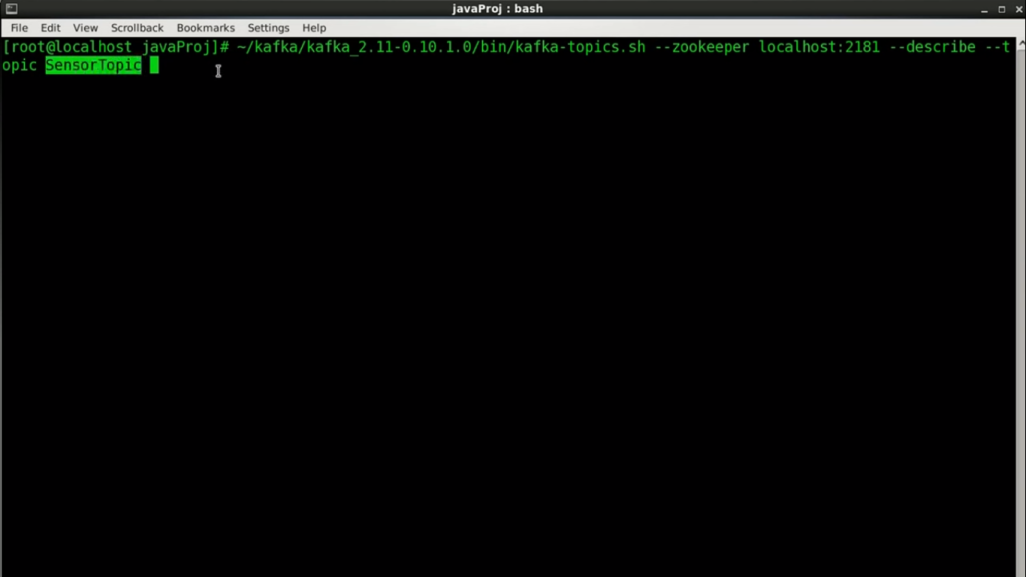 javaProj : bash
File Edit View Scrollback Bookmarks Settings Help
[root@localhost javaProj]# ~/kafka/kafka_2.11-0.10.1.0/bin/kafka-topics.sh --zookeeper localhost:2181 --describe --t
opic SensorTopic